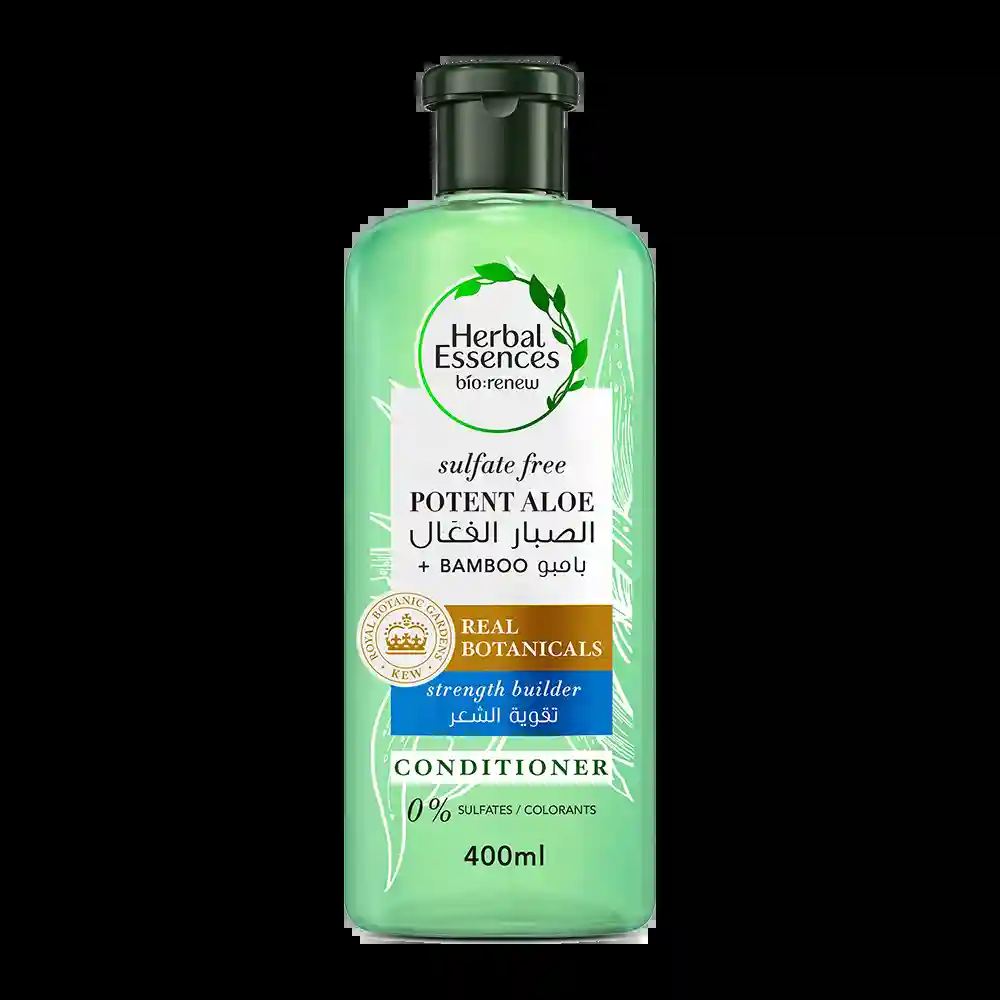 Herbal
Essences
bío:renew
sulfate free
POTENT ALOE
الصبار الفعّال
+ BAMBOO بامبو
ROYAL BOTANIC GARDENS
KEW
REAL
BOTANICALS
strength builder
تقوية الشعر
CONDITIONER
0% SULFATES / COLORANTS
400ml